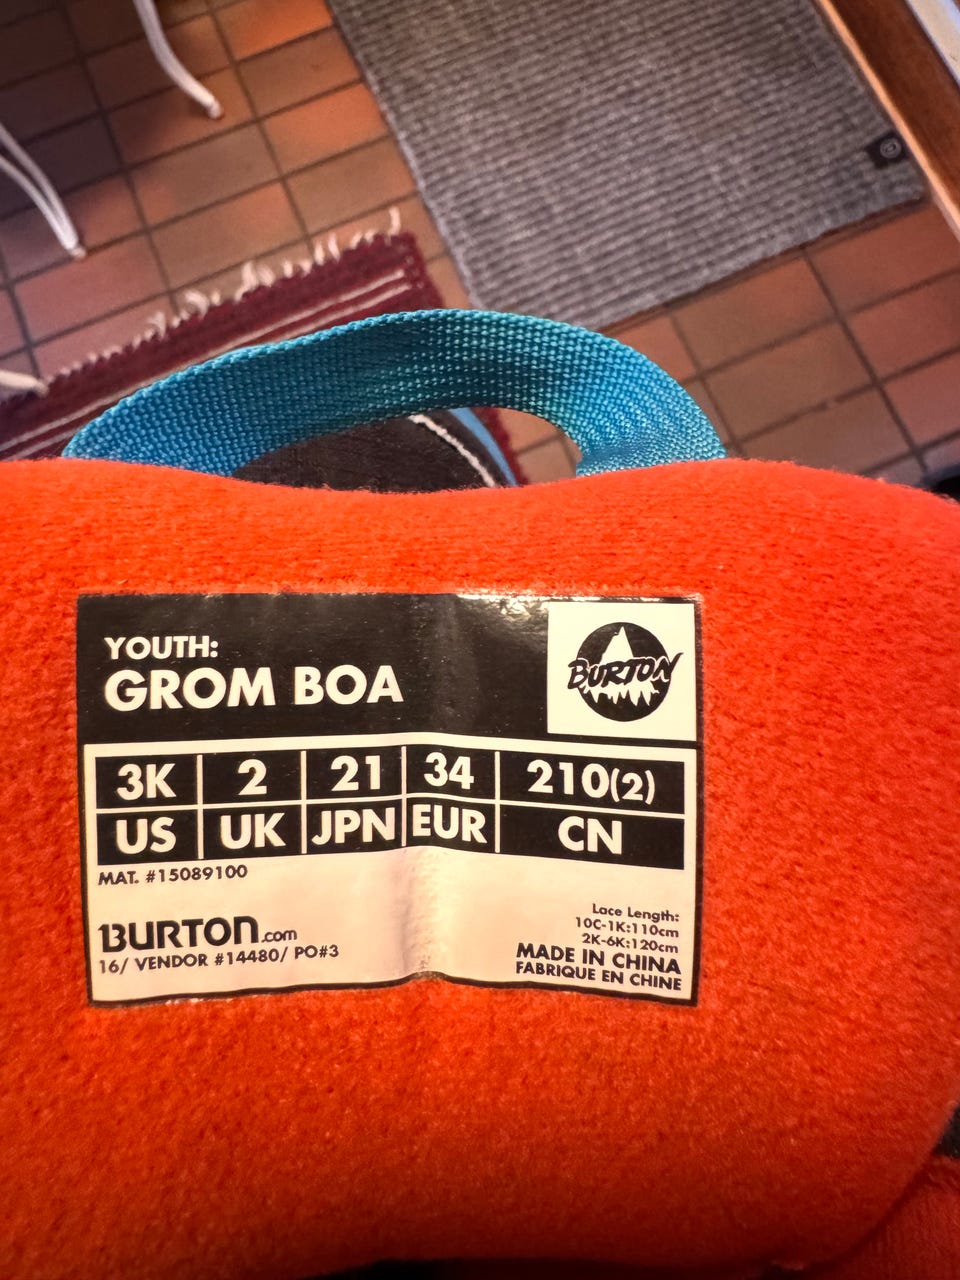 YOUTH:
GROM BOA
BURTON
3K 2 21 34 210(2)
US UK JPN EUR CN
MAT. #15089100
BURTON.com
16/ VENDOR #14480/ PO#3
Lace Length:
10C-1K:110cm
2K-6K:120cm
MADE IN CHINA
FABRIQUE EN CHINE